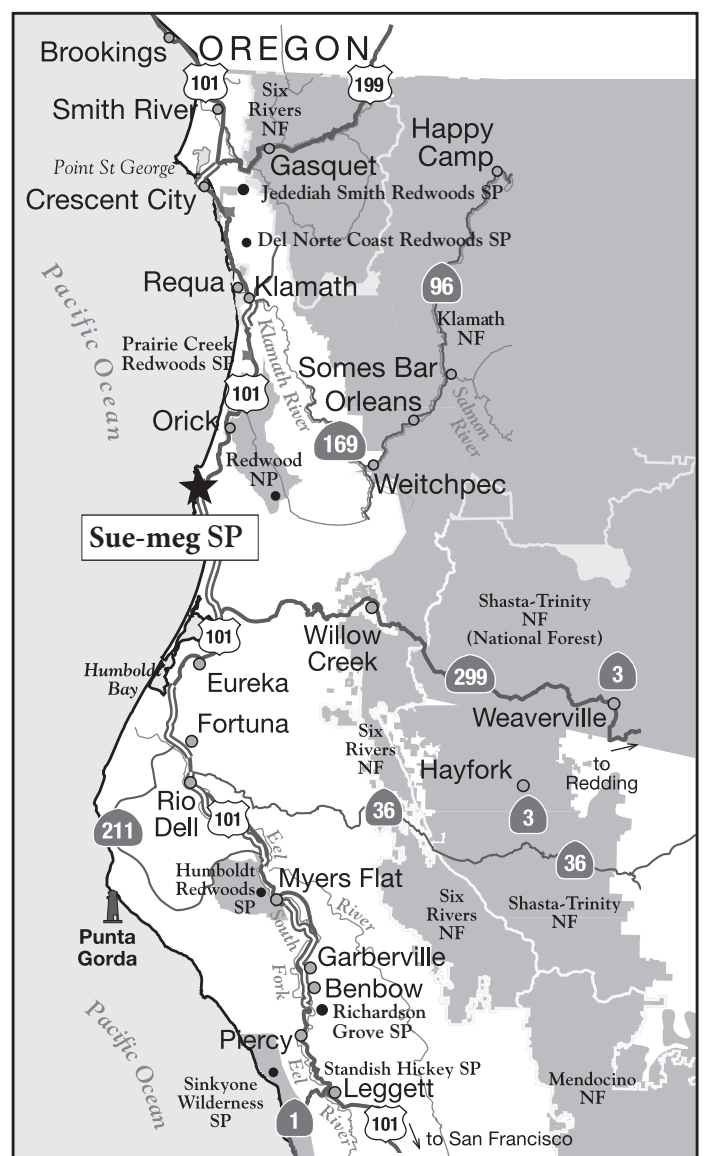 OREGON
Brookings
101
199
Smith River
Six
Rivers
NF
Happy
Camp
Point St George
Gasquet
Crescent City
Jedediah Smith Redwoods SP
Del Norte Coast Redwoods SP
Requa
Klamath
96
Pacific Ocean
Klamath
NF
Prairie Creek
Redwoods SP
Klamath River
Somes Bar
101
Orleans
Salmon
River
Orick
169
Redwood
NP
Weitchpec
Sue-meg SP
Shasta-Trinity
NF
(National Forest)
101
Willow
Creek
Humboldt
Bay
Eureka
299
3
Weaverville
Fortuna
Six
Rivers
NF
to
Redding
Hayfork
Rio
Dell
101
36
3
211
Eel
36
Humboldt
Redwoods
SP
Myers Flat
River
Six
Rivers
NF
Shasta-Trinity
NF
Punta
Gorda
South
Fork
Garberville
Benbow
Richardson
Grove SP
Pacific Ocean
Piercy
Eel
Standish Hickey SP
Sinkyone
Wilderness
SP
Leggett
Mendocino
NF
1
River
101
to San Francisco